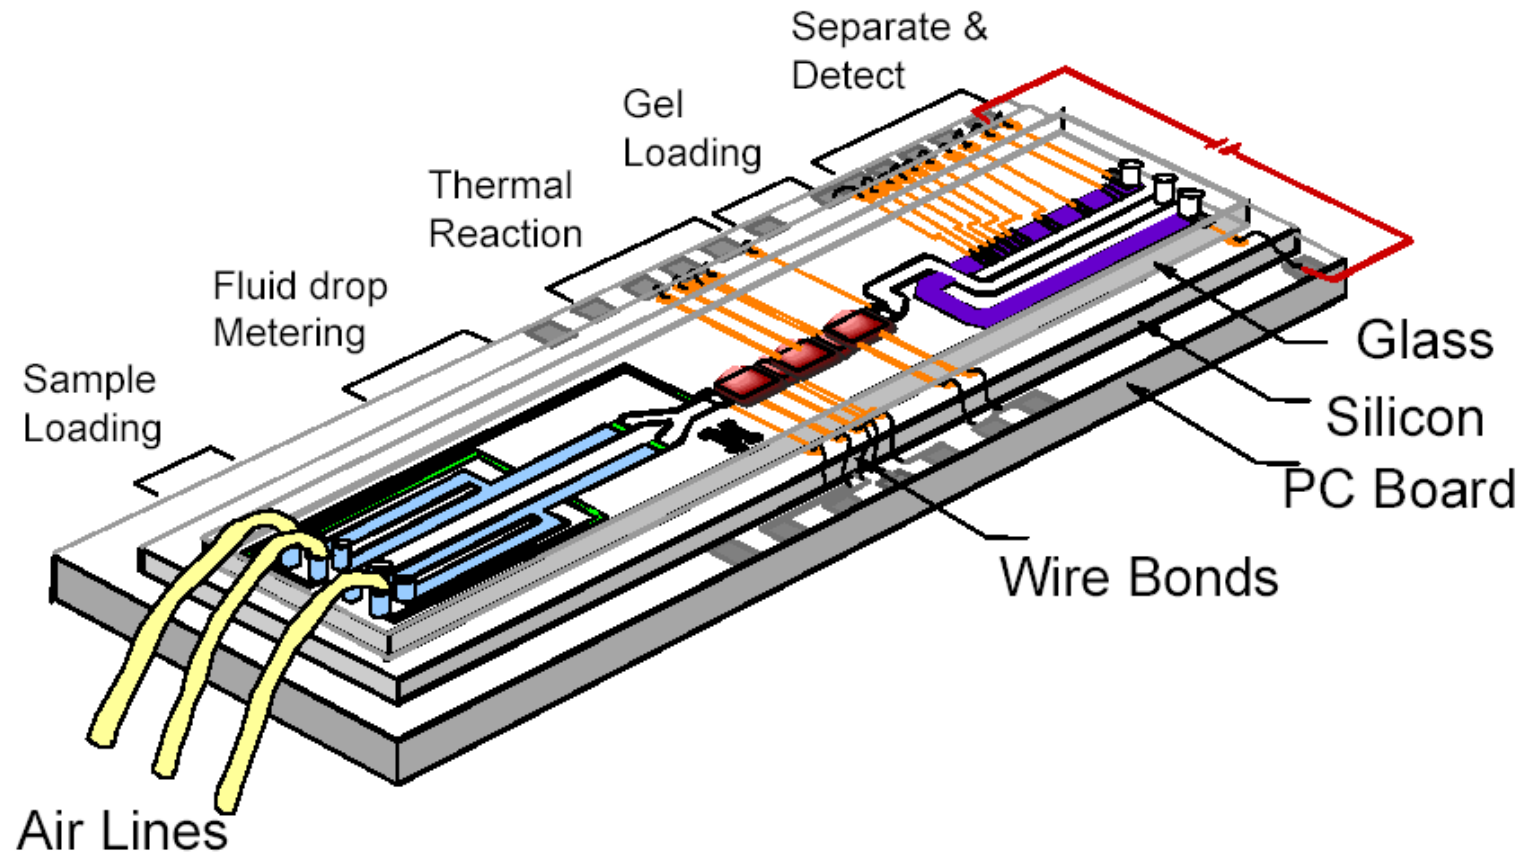 Separate &
Detect
Gel
Loading
Thermal
Reaction
Fluid drop
Metering
Sample
Loading
Glass
Silicon
PC Board
Wire Bonds
Air Lines